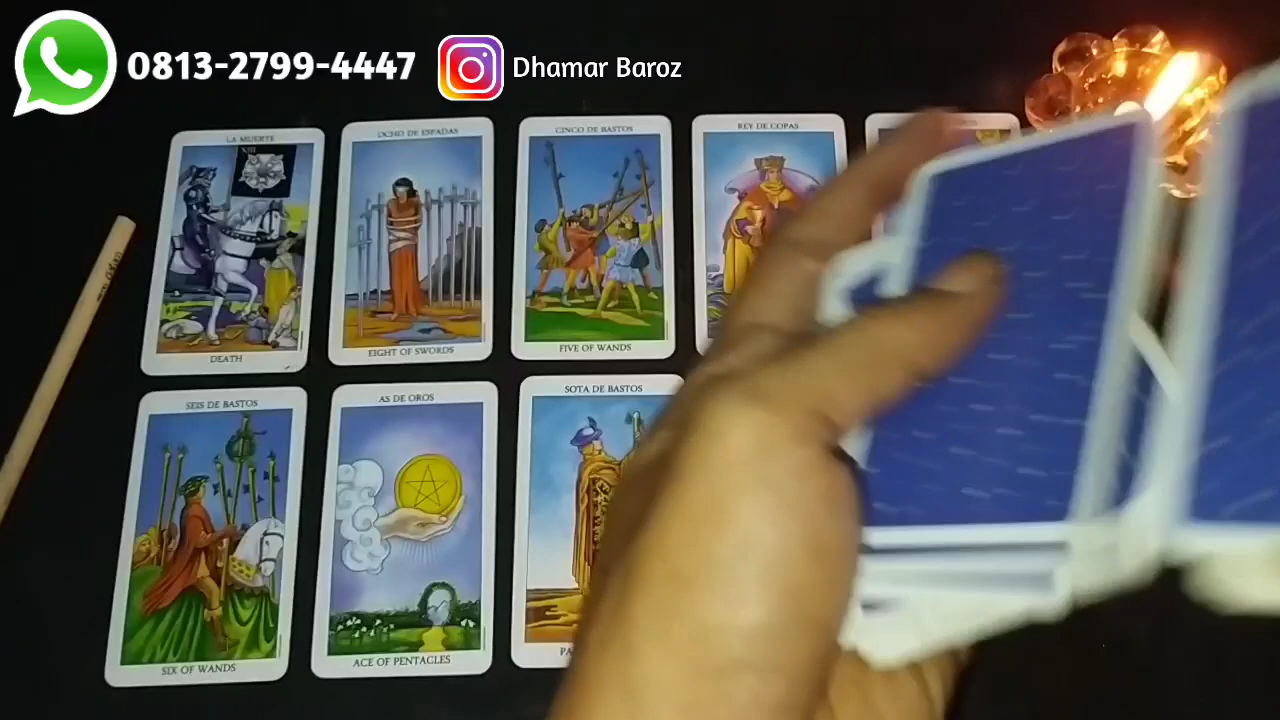 0813-2799-4447
Dhamar Baroz
LA MUERTE
XIII
DEATH
OCHO DE ESPADAS
EIGHT OF SWORDS
CINCO DE BASTOS
FIVE OF WANDS
REY DE COPAS
SEIS DE BASTOS
SIX OF WANDS
AS DE OROS
ACE OF PENTACLES
SOTA DE BASTOS